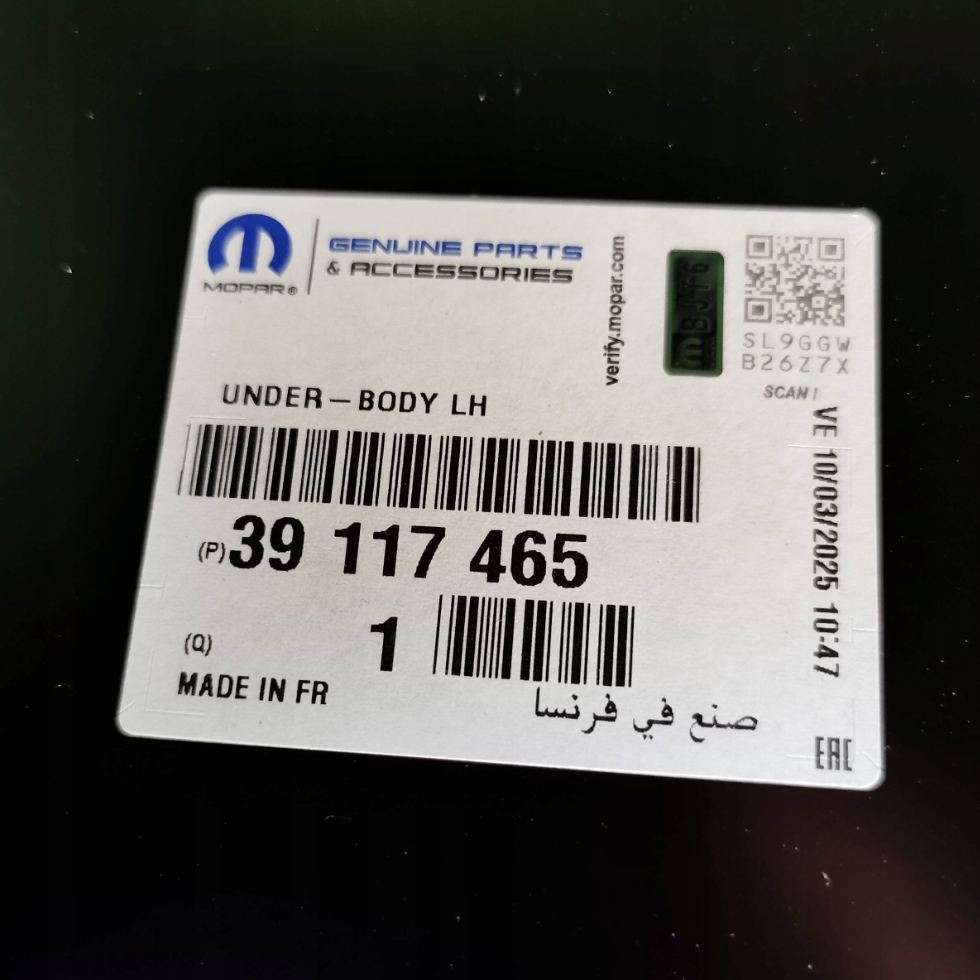 MOPAR®
GENUINE PARTS
& ACCESSORIES
verify.mopar.com
SL9GGW
B26Z7X
SCAN!
UNDER-BODY LH
VE 10/03/2025 10:47
(P) 39 117 465
(Q) 1
MADE IN FR
صنع في فرنسا
EAC